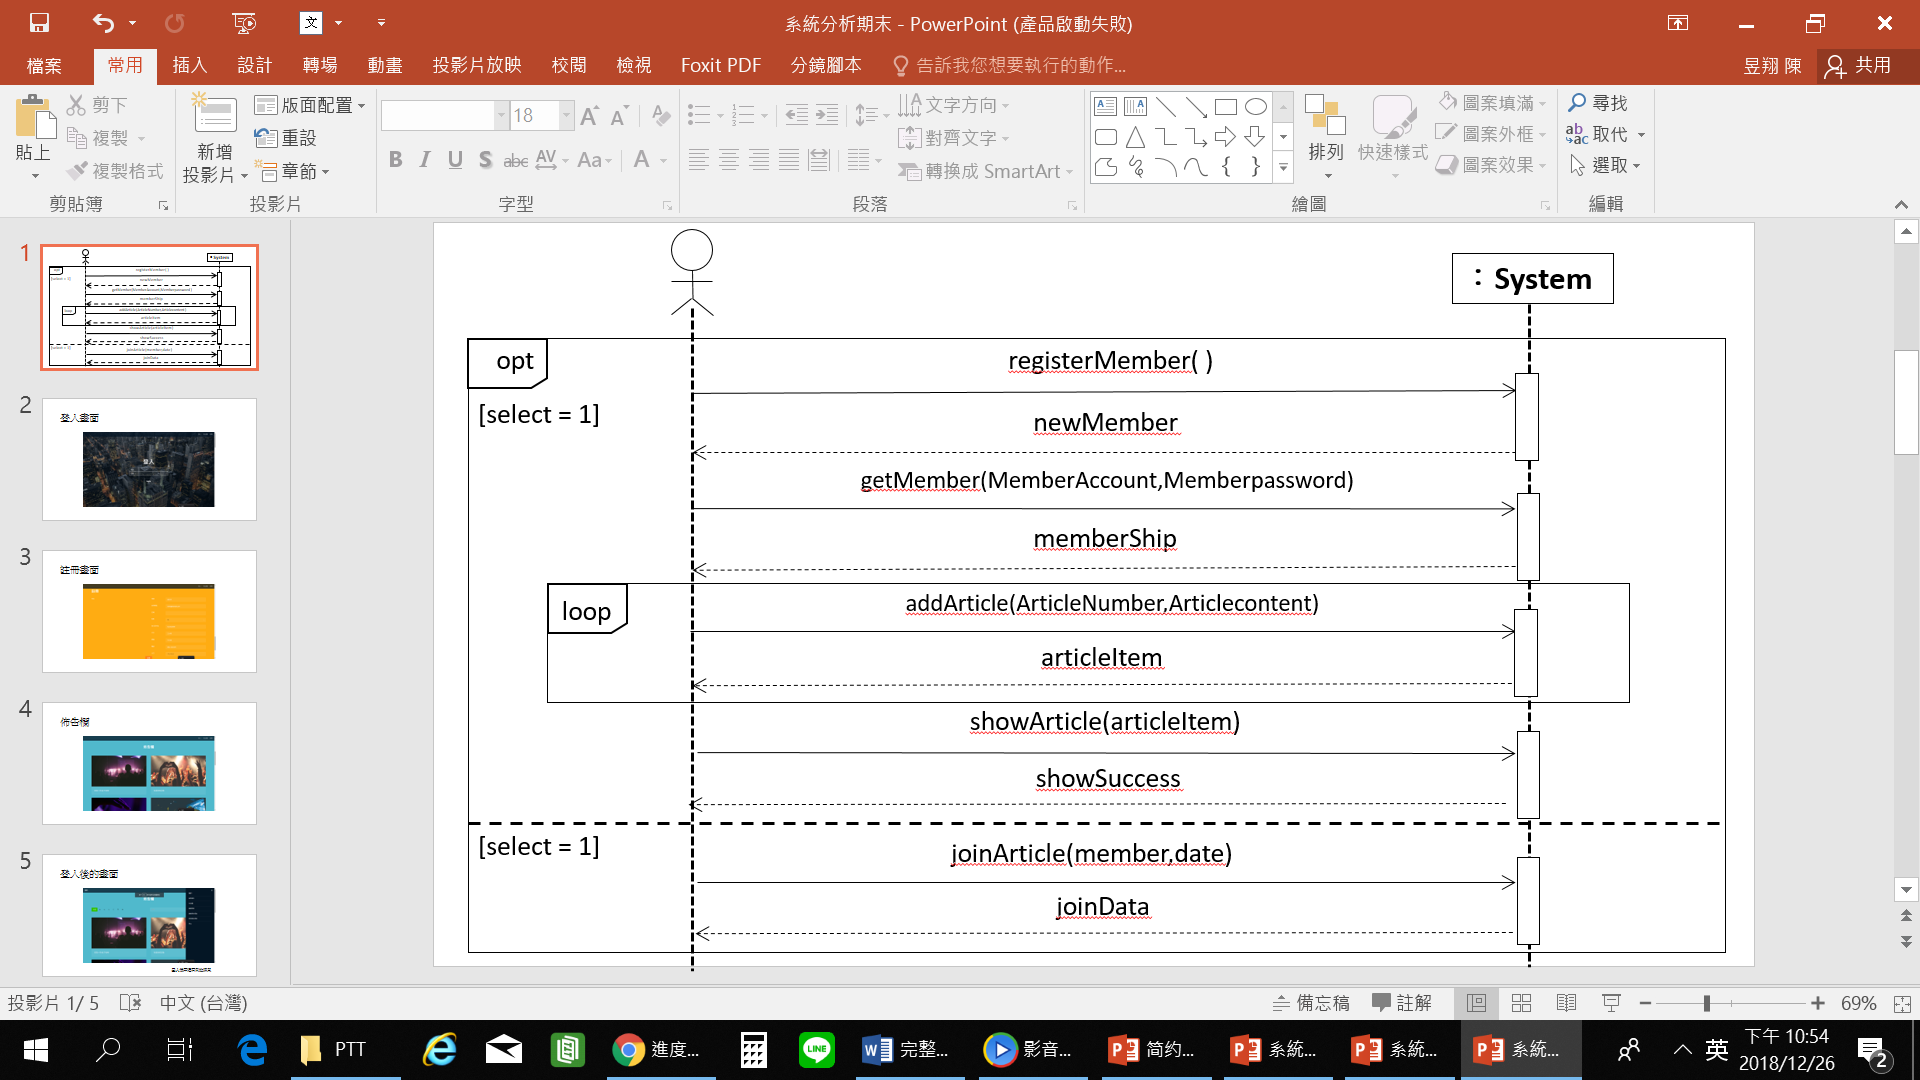 系統分析期末 - PowerPoint (產品啟動失敗)
檔案 常用 插入 設計 轉場 動畫 投影片放映 校閱 檢視 Foxit PDF 分鏡腳本 告訴我您想要執行的動作... 昱翔 陳 共用
貼上 剪下 複製 複製格式 剪貼簿
新增 投影片 版面配置 重設 章節 投影片
18 B I U S abc AV Aa A 字型
文字方向 對齊文字 轉換成 SmartArt 段落
排列 快速樣式 圖案填滿 圖案外框 圖案效果 繪圖
尋找 取代 選取 編輯
1
2
登入畫面
3
註冊畫面
4
佈告欄
5
登入後的畫面
: System
opt
registerMember( )
[select = 1]
newMember
getMember(MemberAccount,Memberpassword)
memberShip
loop
addArticle(ArticleNumber,Articlecontent)
articleItem
showArticle(articleItem)
showSuccess
[select = 1]
joinArticle(member,date)
joinData
投影片 1/ 5 中文 (台灣) 備忘稿 註解 69%
PTT 進度... LINE 完整... 影音... 简约... 系統... 系統... 系統... 英 下午 10:54
2018/12/26 2